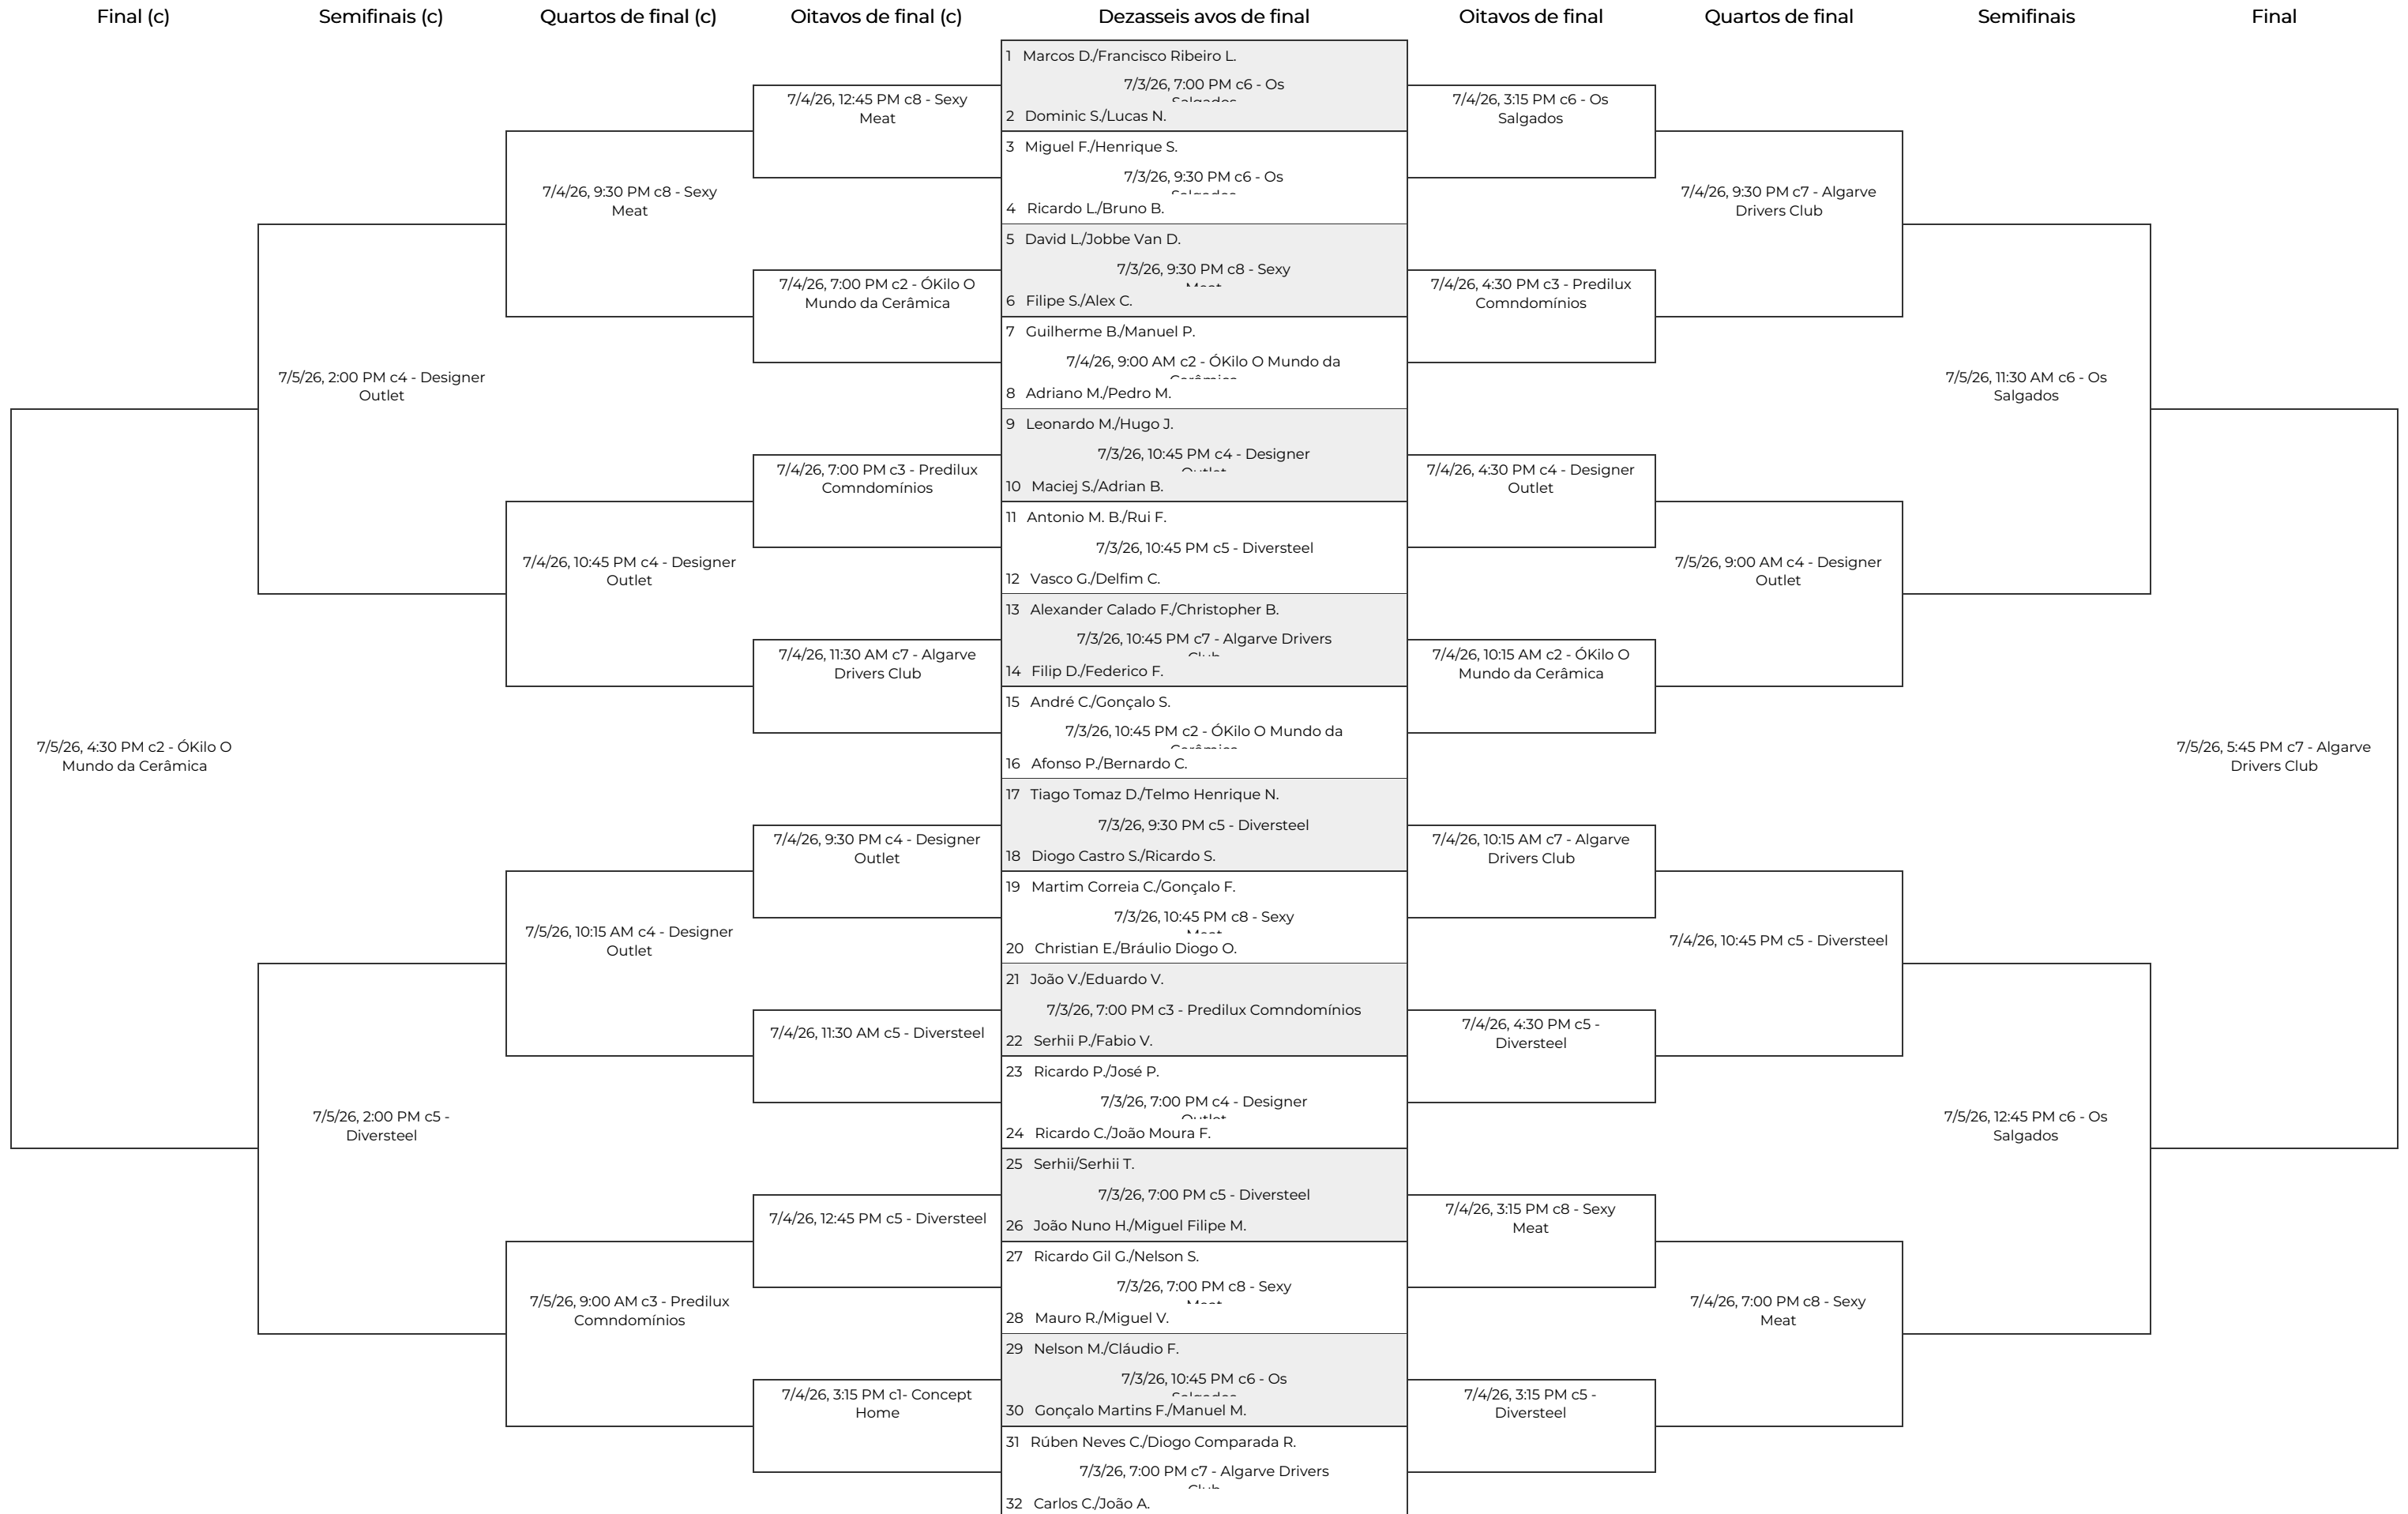 Final (c)
Semifinais (c)
Quartos de final (c)
Oitavos de final (c)
Dezasseis avos de final
Oitavos de final
Quartos de final
Semifinais
Final
7/5/26, 4:30 PM c2 - ÓKilo O
Mundo da Cerâmica
7/5/26, 2:00 PM c4 - Designer
Outlet
7/5/26, 2:00 PM c5 -
Diversteel
7/4/26, 9:30 PM c8 - Sexy
Meat
7/4/26, 10:45 PM c4 - Designer
Outlet
7/5/26, 10:15 AM c4 - Designer
Outlet
7/5/26, 9:00 AM c3 - Predilux
Comndomínios
7/4/26, 12:45 PM c8 - Sexy
Meat
7/4/26, 7:00 PM c2 - ÓKilo O
Mundo da Cerâmica
7/4/26, 7:00 PM c3 - Predilux
Comndomínios
7/4/26, 11:30 AM c7 - Algarve
Drivers Club
7/4/26, 9:30 PM c4 - Designer
Outlet
7/4/26, 11:30 AM c5 - Diversteel
7/4/26, 12:45 PM c5 - Diversteel
7/4/26, 3:15 PM c1- Concept
Home
1 Marcos D./Francisco Ribeiro L.
7/3/26, 7:00 PM c6 - Os
Salgados
2 Dominic S./Lucas N.
3 Miguel F./Henrique S.
7/3/26, 9:30 PM c6 - Os
Salgados
4 Ricardo L./Bruno B.
5 David L./Jobbe Van D.
7/3/26, 9:30 PM c8 - Sexy
Meat
6 Filipe S./Alex C.
7 Guilherme B./Manuel P.
7/4/26, 9:00 AM c2 - ÓKilo O Mundo da
Cerâmica
8 Adriano M./Pedro M.
9 Leonardo M./Hugo J.
7/3/26, 10:45 PM c4 - Designer
Outlet
10 Maciej S./Adrian B.
11 Antonio M. B./Rui F.
7/3/26, 10:45 PM c5 - Diversteel
12 Vasco G./Delfim C.
13 Alexander Calado F./Christopher B.
7/3/26, 10:45 PM c7 - Algarve Drivers
Club
14 Filip D./Federico F.
15 André C./Gonçalo S.
7/3/26, 10:45 PM c2 - ÓKilo O Mundo da
Cerâmica
16 Afonso P./Bernardo C.
17 Tiago Tomaz D./Telmo Henrique N.
7/3/26, 9:30 PM c5 - Diversteel
18 Diogo Castro S./Ricardo S.
19 Martim Correia C./Gonçalo F.
7/3/26, 10:45 PM c8 - Sexy
Meat
20 Christian E./Bráulio Diogo O.
21 João V./Eduardo V.
7/3/26, 7:00 PM c3 - Predilux Comndomínios
22 Serhii P./Fabio V.
23 Ricardo P./José P.
7/3/26, 7:00 PM c4 - Designer
Outlet
24 Ricardo C./João Moura F.
25 Serhii/Serhii T.
7/3/26, 7:00 PM c5 - Diversteel
26 João Nuno H./Miguel Filipe M.
27 Ricardo Gil G./Nelson S.
7/3/26, 7:00 PM c8 - Sexy
Meat
28 Mauro R./Miguel V.
29 Nelson M./Cláudio F.
7/3/26, 10:45 PM c6 - Os
Salgados
30 Gonçalo Martins F./Manuel M.
31 Rúben Neves C./Diogo Comparada R.
7/3/26, 7:00 PM c7 - Algarve Drivers
Club
32 Carlos C./João A.
7/4/26, 3:15 PM c6 - Os
Salgados
7/4/26, 4:30 PM c3 - Predilux
Comndomínios
7/4/26, 4:30 PM c4 - Designer
Outlet
7/4/26, 10:15 AM c2 - ÓKilo O
Mundo da Cerâmica
7/4/26, 10:15 AM c7 - Algarve
Drivers Club
7/4/26, 4:30 PM c5 -
Diversteel
7/4/26, 3:15 PM c8 - Sexy
Meat
7/4/26, 3:15 PM c5 -
Diversteel
7/4/26, 9:30 PM c7 - Algarve
Drivers Club
7/5/26, 9:00 AM c4 - Designer
Outlet
7/4/26, 10:45 PM c5 - Diversteel
7/4/26, 7:00 PM c8 - Sexy
Meat
7/5/26, 11:30 AM c6 - Os
Salgados
7/5/26, 12:45 PM c6 - Os
Salgados
7/5/26, 5:45 PM c7 - Algarve
Drivers Club